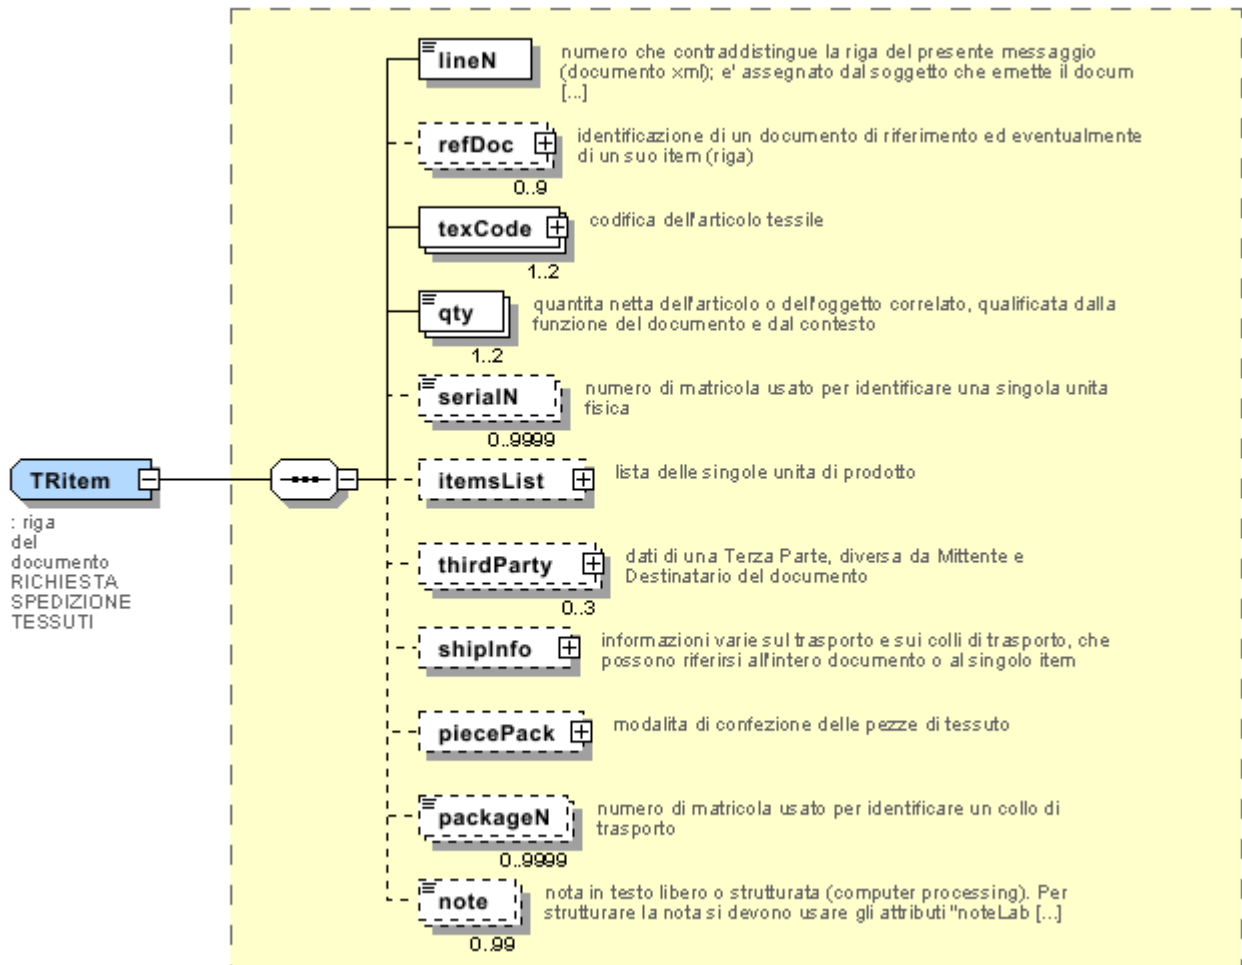 lineN
numero che contraddistingue la riga del presente messaggio
(documento xml); e' assegnato dal soggetto che emette il docum
[...]
refDoc
identificazione di un documento di riferimento ed eventualmente
di un suo item (riga)
0..9
texCode
codifica dell'articolo tessile
1..2
qty
quantita netta dell'articolo o dell'oggetto correlato, qualificata dalla
funzione del documento e dal contesto
1..2
serialN
numero di matricola usato per identificare una singola unita
fisica
0..9999
TRitem
: riga
del
documento
RICHIESTA
SPEDIZIONE
TESSUTI
itemsList
lista delle singole unita di prodotto
thirdParty
dati di una Terza Parte, diversa da Mittente e
Destinatario del documento
0..3
shipInfo
informazioni varie sul trasporto e sui colli di trasporto, che
possono riferirsi all'intero documento o al singolo item
piecePack
modalita di confezione delle pezze di tessuto
packageN
numero di matricola usato per identificare un collo di
trasporto
0..9999
note
nota in testo libero o strutturata (computer processing). Per
strutturare la nota si devono usare gli attributi "noteLab [...]
0..99